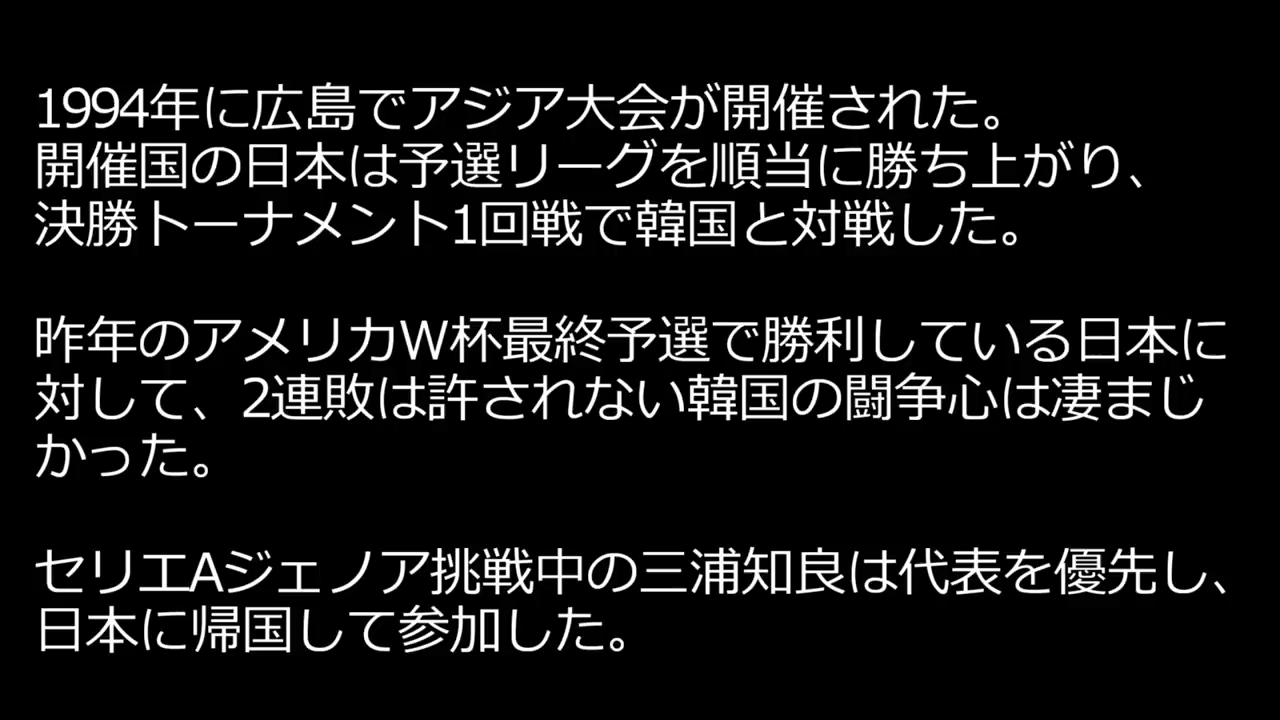 1994年に広島でアジア大会が開催された。
開催国の日本は予選リーグを順当に勝ち上がり、
決勝トーナメント1回戦で韓国と対戦した。
昨年のアメリカW杯最終予選で勝利している日本に
対して、2連敗は許されない韓国の闘争心は凄まじ
かった。
セリエAジェノア挑戦中の三浦知良は代表を優先し、
日本に帰国して参加した。